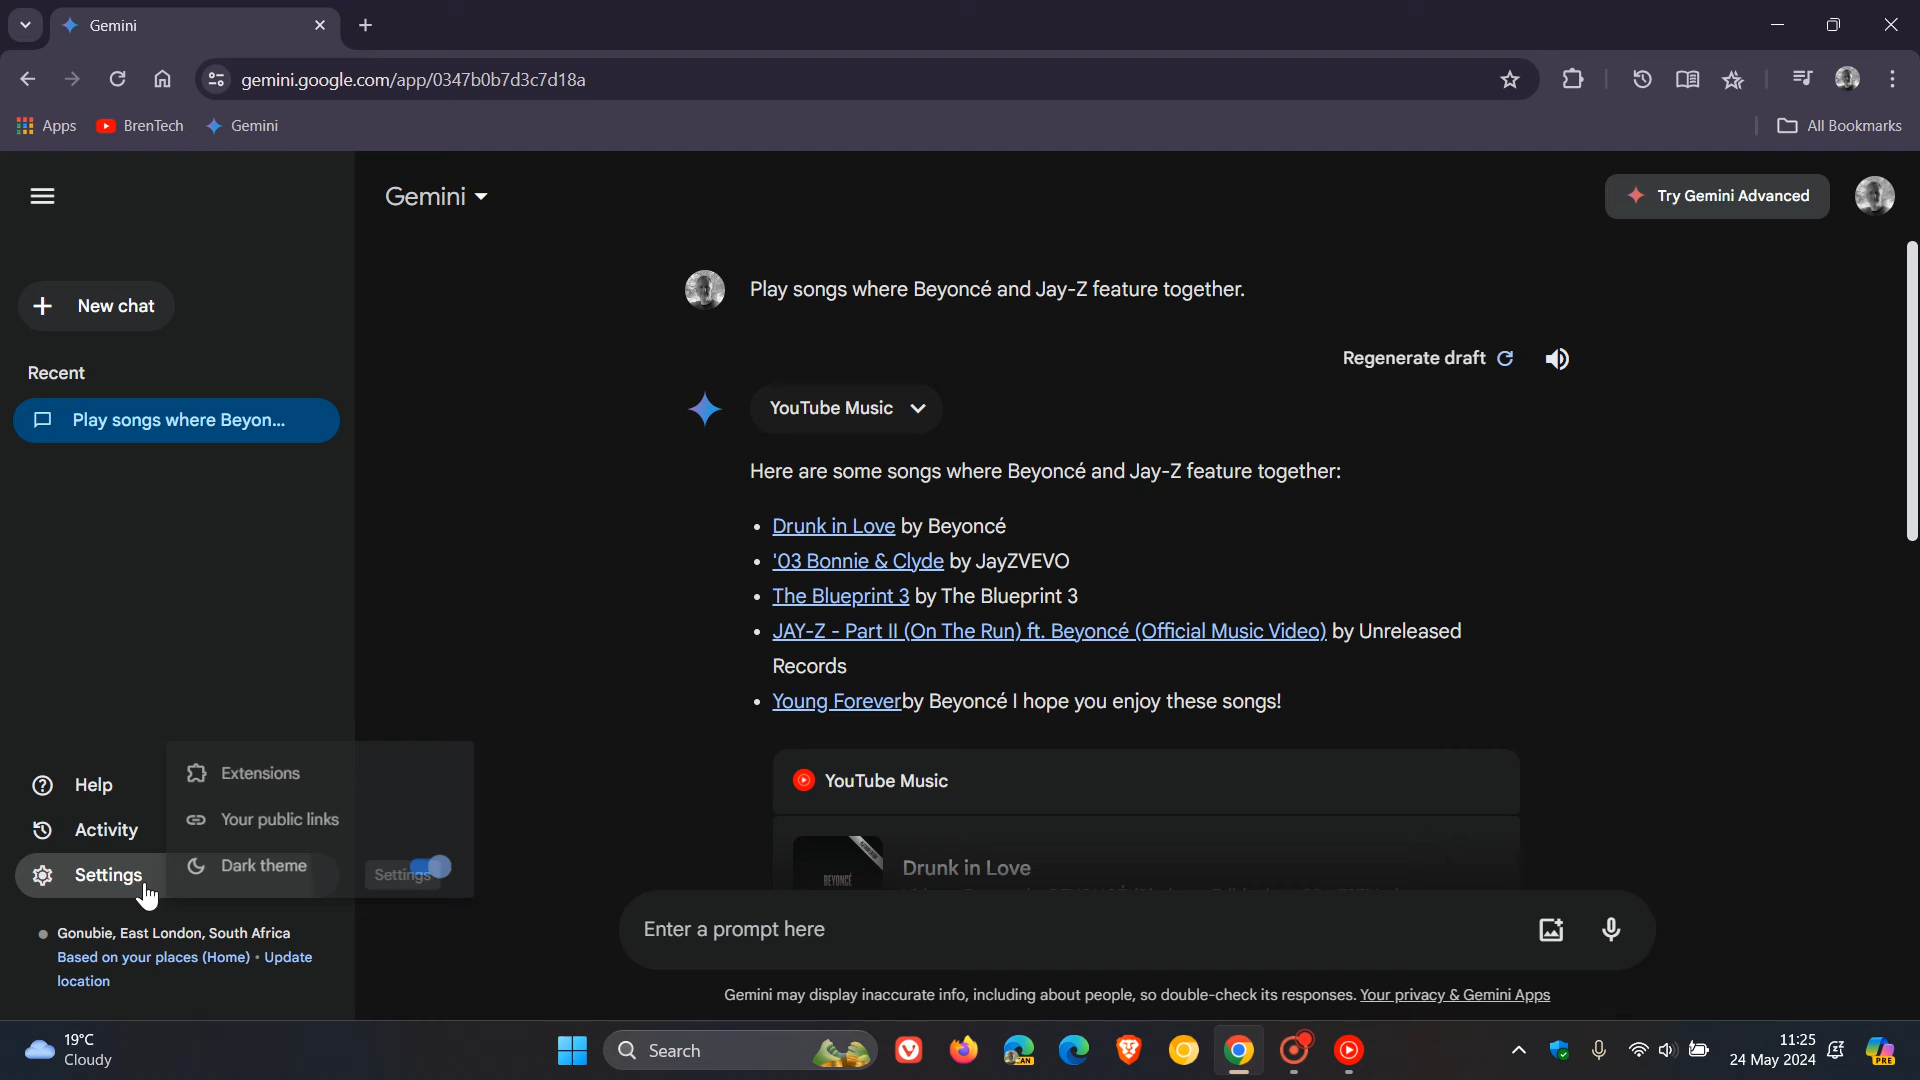 Gemini
gemini.google.com/app/0347b0b7d3c7d18a
Apps
BrenTech
Gemini
All Bookmarks
Gemini
Try Gemini Advanced
New chat
Recent
Play songs where Beyon...
Play songs where Beyoncé and Jay-Z feature together.
Regenerate draft
YouTube Music
Here are some songs where Beyoncé and Jay-Z feature together:
• Drunk in Love by Beyoncé
• '03 Bonnie & Clyde by JayZVEVO
• The Blueprint 3 by The Blueprint 3
• JAY-Z - Part II (On The Run) ft. Beyoncé (Official Music Video) by Unreleased
Records
• Young Foreverby Beyoncé I hope you enjoy these songs!
YouTube Music
BEYONCÉ
Drunk in Love
Help
Activity
Settings
Extensions
Your public links
Dark theme
Settings
Gonubie, East London, South Africa
Based on your places (Home) • Update
location
Enter a prompt here
Gemini may display inaccurate info, including about people, so double-check its responses. Your privacy & Gemini Apps
19°C
Cloudy
Search
CAN
11:25
24 May 2024
PRE